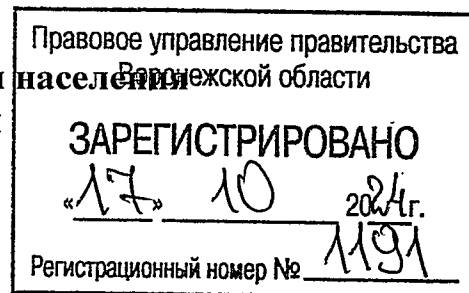 Правовое управление правительства
и населения
Воронежской области
ЗАРЕГИСТРИРОВАНО
«17» 10 2024г.
Регистрационный номер № 1191